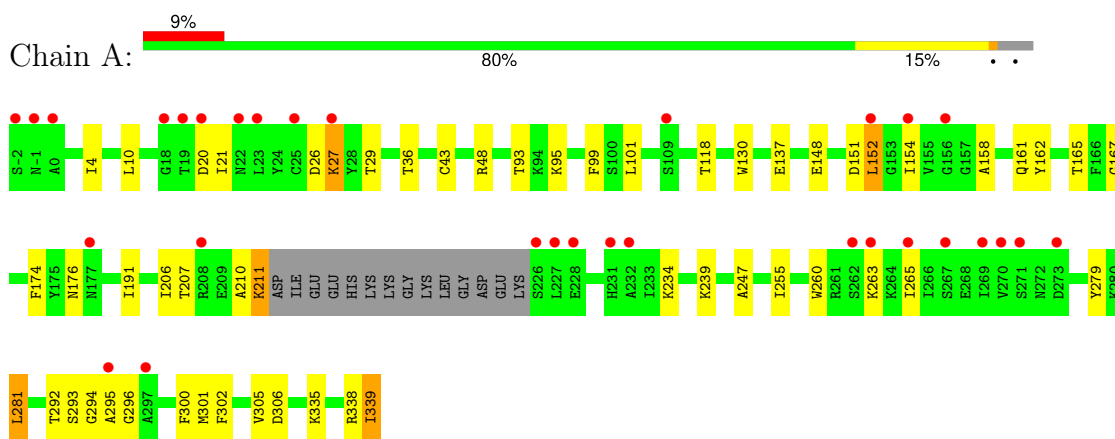 9%
Chain A:
80% 15% • •
S-2 N-1 A0 I4 L10 G18 T19 D20 I21 N22 L23 Y24 C25 D26 K27 Y28 T29 T36 C43 R48 T93 K94 K95 F99 S100 L101 S109 T118 W130 E137 E148 D151 L152 G153 I154 V155 G156 G157 A158 Q161 Y162 T165 F166 G167
F174 Y175 N176 N177 I191 I206 T207 R208 E209 A210 K211 ASP ILE GLU GLU HIS LYS LYS GLY LYS LEU GLY ASP GLU LYS S226 L227 E228 H231 A232 I233 K234 K239 A247 I255 W260 R261 S262 K263 K264 I265 I266 S267 E268 I269 V270 S271 N272 D273 Y279 K280
L281 T292 S293 G294 A295 G296 A297 F300 M301 F302 V305 D306 K335 R338 I339